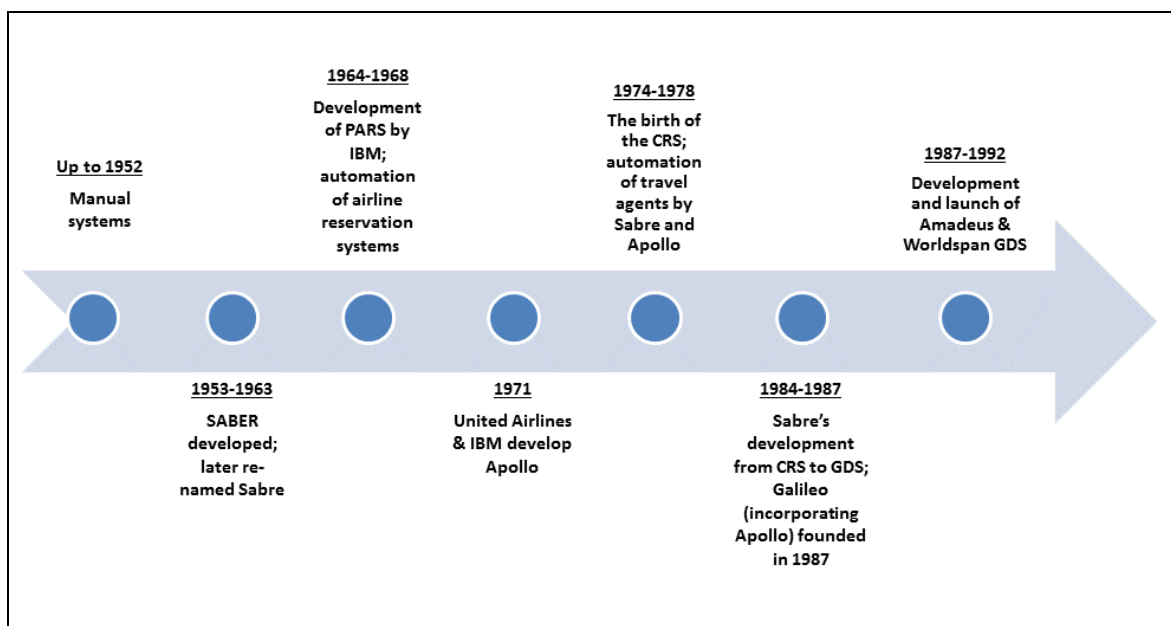 Up to 1952
Manual
systems
1953-1963
SABER
developed;
later re-
named Sabre
1964-1968
Development
of PARS by
IBM;
automation
of airline
reservation
systems
1971
United Airlines
& IBM develop
Apollo
1974-1978
The birth of
the CRS;
automation
of travel
agents by
Sabre and
Apollo
1984-1987
Sabre’s
development
from CRS to GDS;
Galileo
(incorporating
Apollo) founded
in 1987
1987-1992
Development
and launch of
Amadeus &
Worldspan GDS